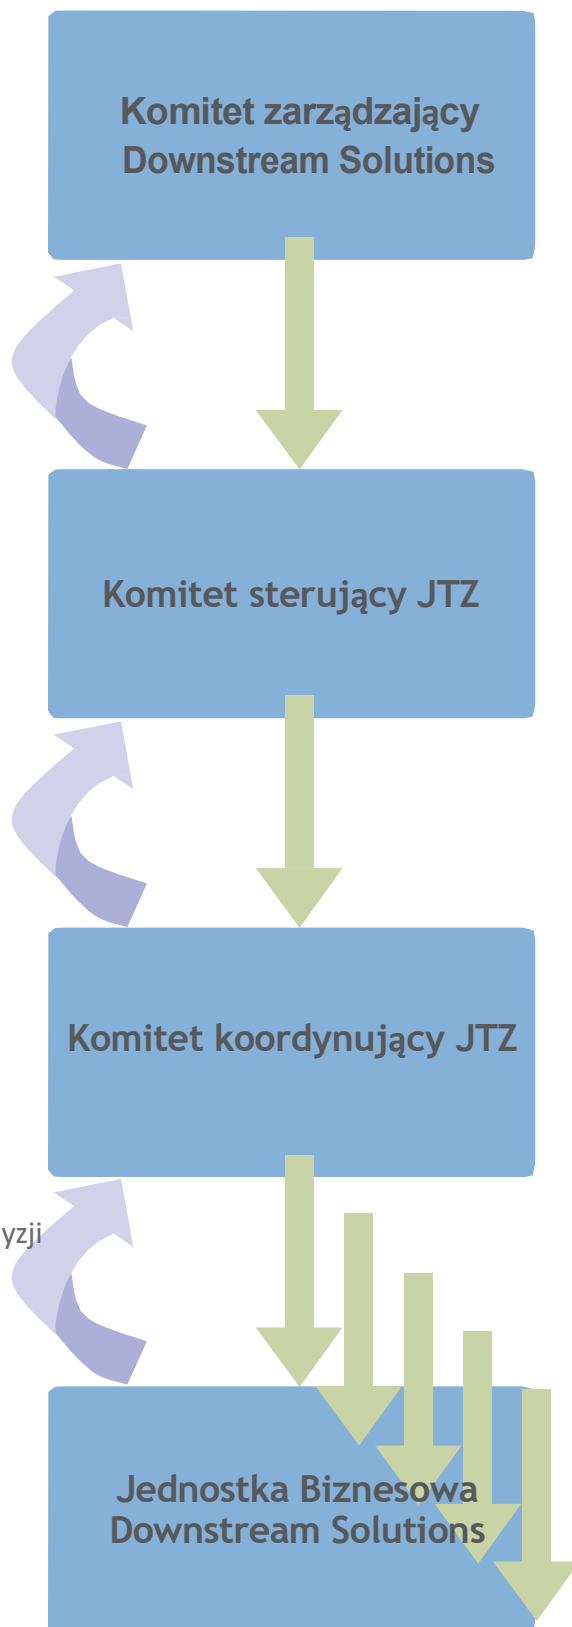 Komitet zarządzający
Downstream Solutions
Komitet sterujący JTZ
Komitet koordynujący JTZ
yzji
Jednostka Biznesowa
Downstream Solutions